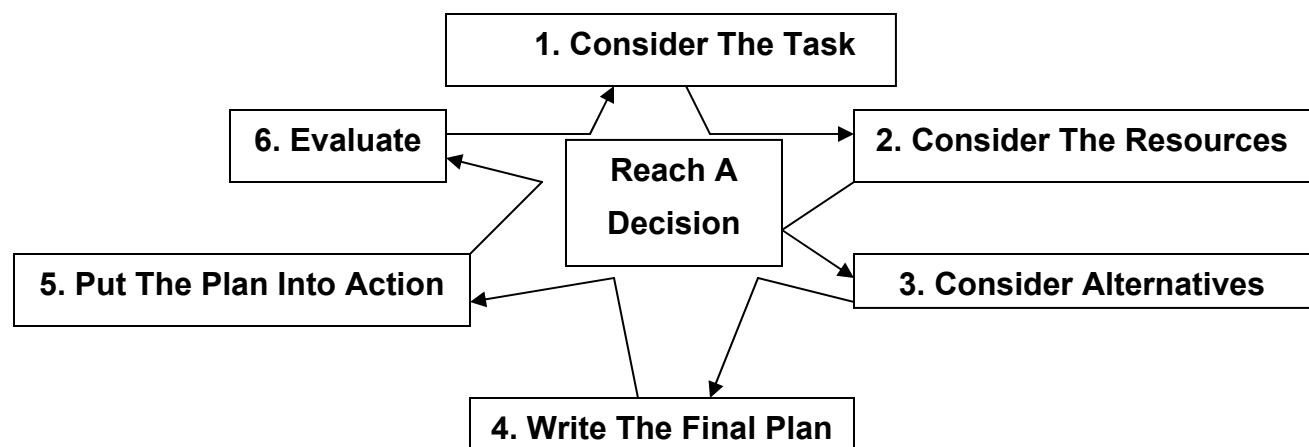 1. Consider The Task
6. Evaluate
2. Consider The Resources
Reach A
Decision
5. Put The Plan Into Action
3. Consider Alternatives
4. Write The Final Plan